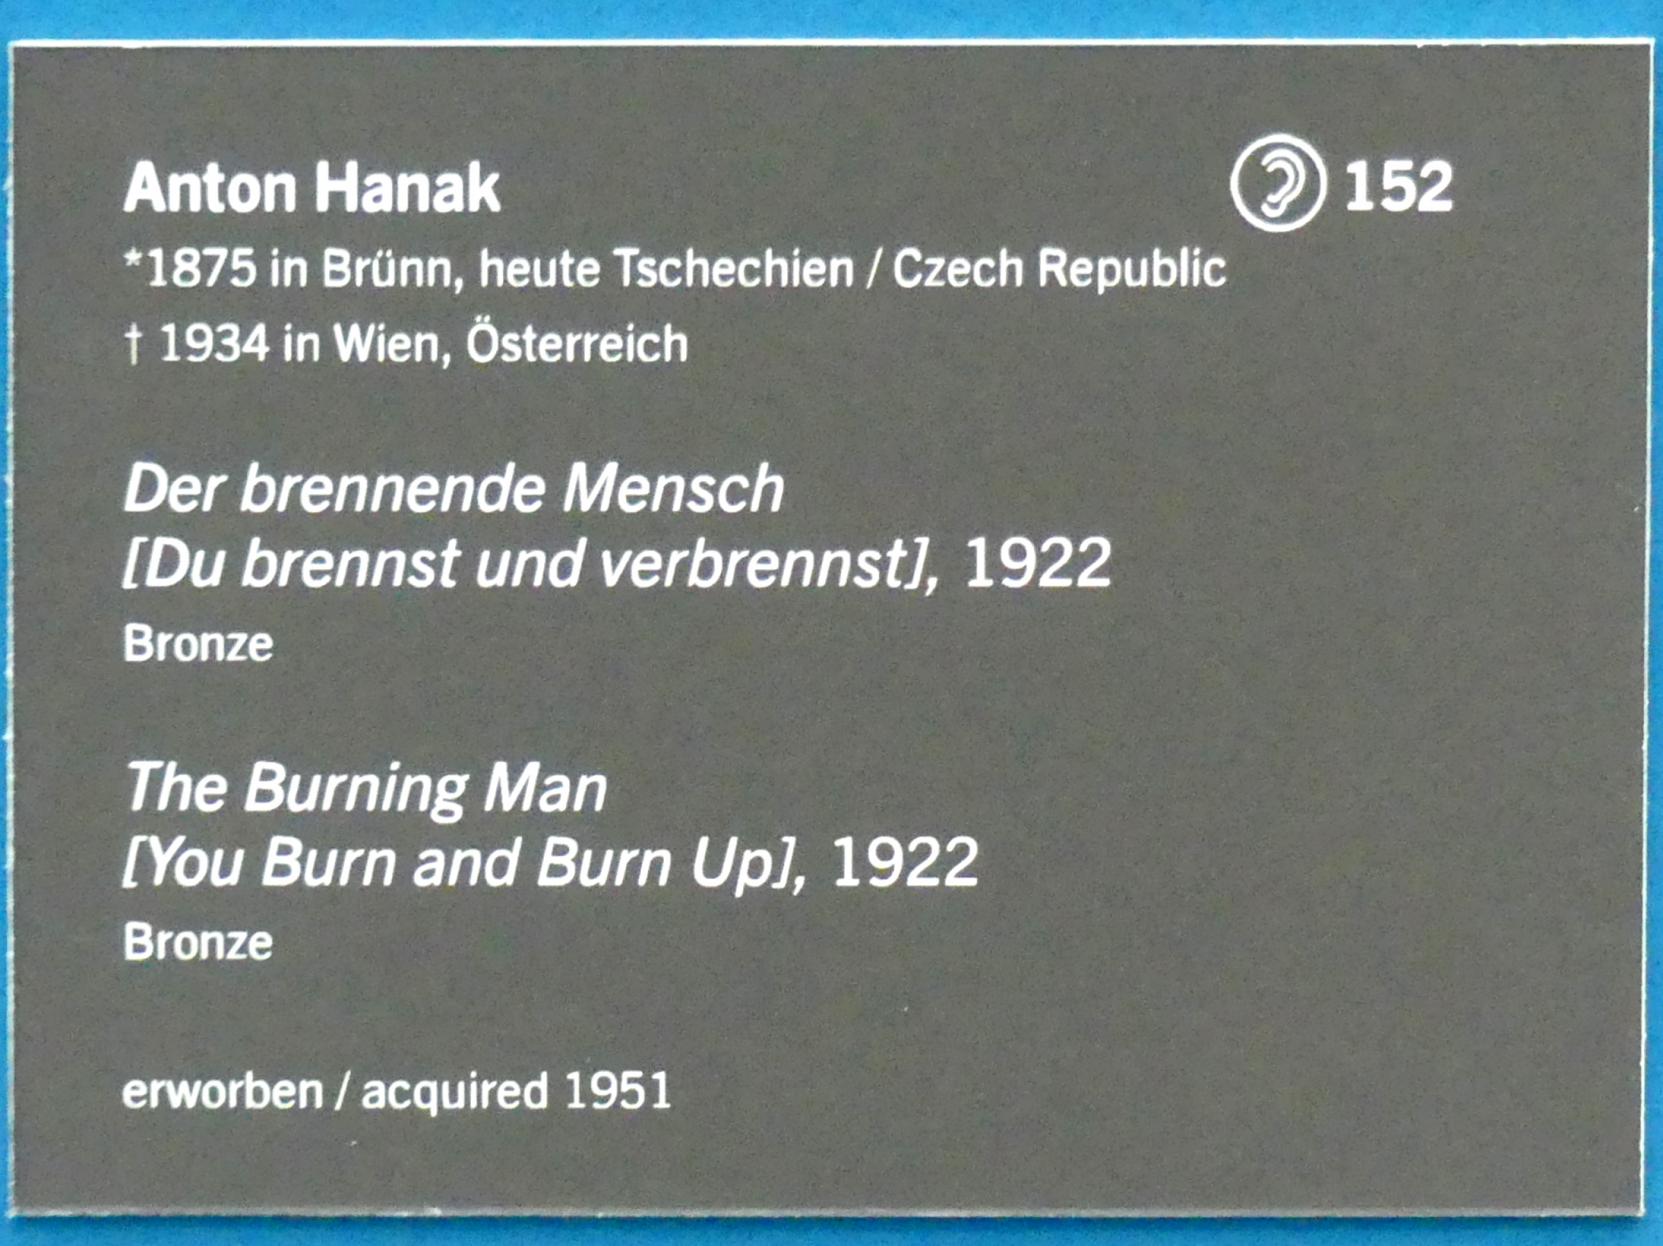 Anton Hanak 152
*1875 in Brünn, heute Tschechien / Czech Republic
† 1934 in Wien, Österreich
Der brennende Mensch
[Du brennst und verbrennst], 1922
Bronze
The Burning Man
[You Burn and Burn Up], 1922
Bronze
erworben / acquired 1951